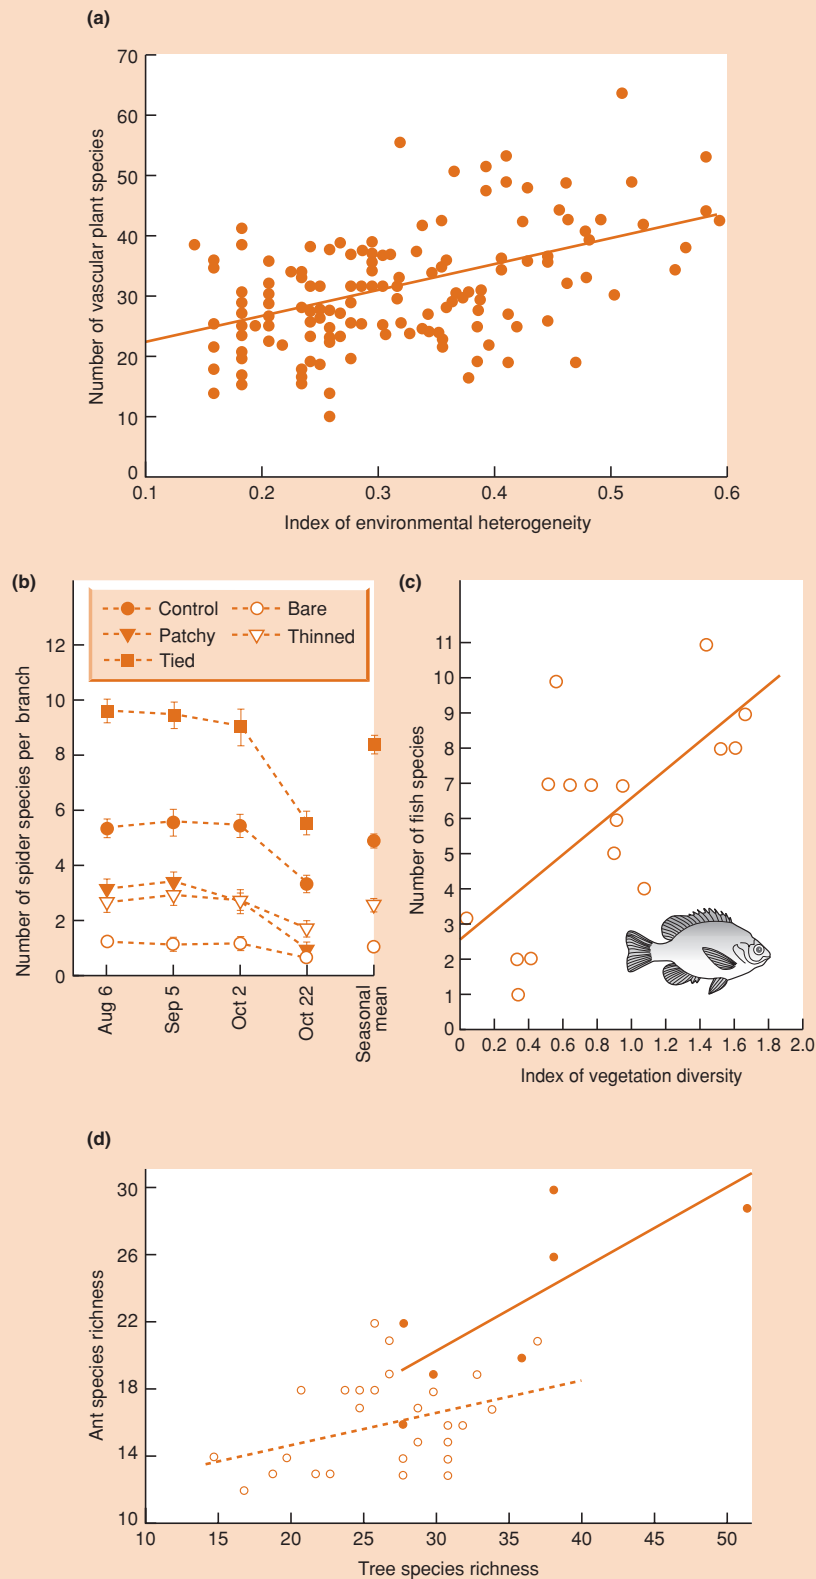 (a)
Number of vascular plant species
70
60
50
40
30
20
10
0
0.1 0.2 0.3 0.4 0.5 0.6
Index of environmental heterogeneity
(b)
Number of spider species per branch
Control Bare
Patchy Thinned
Tied
12
10
8
6
4
2
0
Aug 6
Sep 5
Oct 2
Oct 22
Seasonal
mean
(c)
Number of fish species
11
10
9
8
7
6
5
4
3
2
1
0 0.2 0.4 0.6 0.8 1.0 1.2 1.4 1.6 1.8 2.0
Index of vegetation diversity
(d)
Ant species richness
30
26
22
18
14
10
10 15 20 25 30 35 40 45 50
Tree species richness